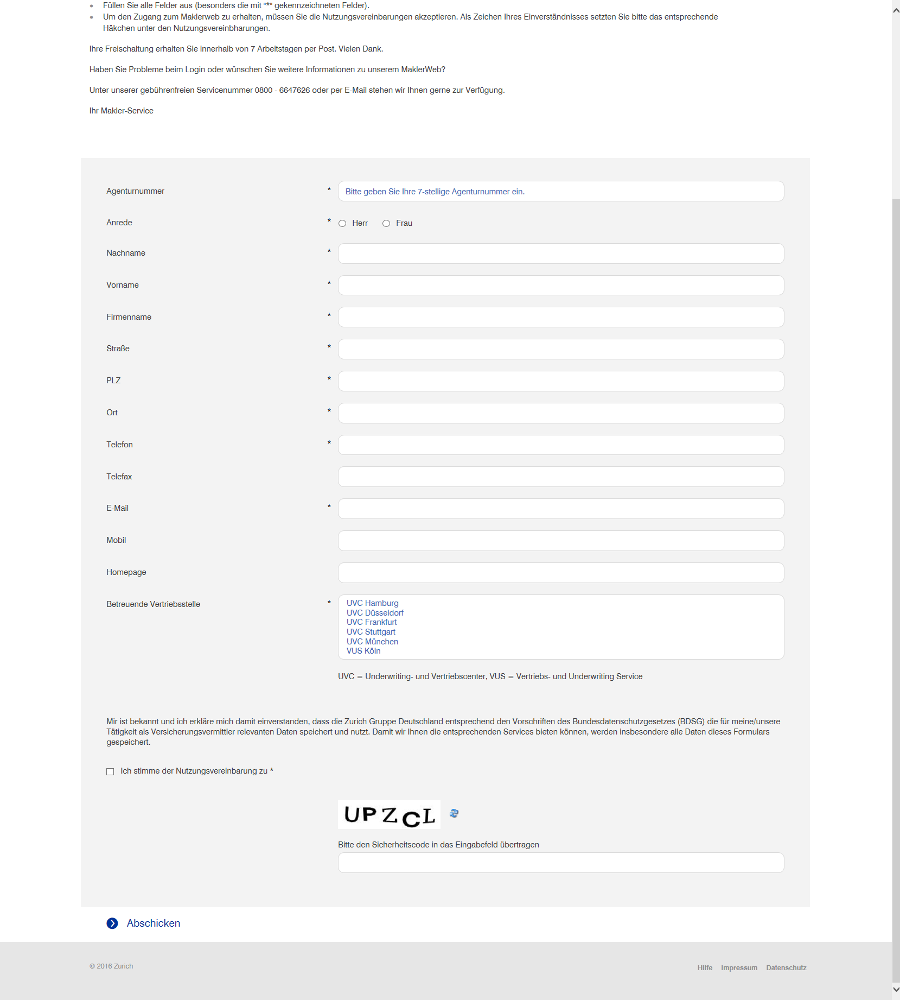 Füllen Sie alle Felder aus (besonders die mit "*" gekennzeichneten Felder).
Um den Zugang zum Maklerweb zu erhalten, müssen Sie die Nutzungsvereinbarungen akzeptieren. Als Zeichen Ihres Einverständnisses setzten Sie bitte das entsprechende
Häkchen unter den Nutzungsvereinbharungen.
Ihre Freischaltung erhalten Sie innerhalb von 7 Arbeitstagen per Post. Vielen Dank.
Haben Sie Probleme beim Login oder wünschen Sie weitere Informationen zu unserem MaklerWeb?
Unter unserer gebührenfreien Servicenummer 0800 - 6647626 oder per E-Mail stehen wir Ihnen gerne zur Verfügung.
Ihr Makler-Service
Agenturnummer * Bitte geben Sie Ihre 7-stellige Agenturnummer ein.
Anrede * Herr Frau
Nachname *
Vorname *
Firmenname *
Straße *
PLZ *
Ort *
Telefon *
Telefax
E-Mail *
Mobil
Homepage
Betreuende Vertriebsstelle * UVC Hamburg
UVC Düsseldorf
UVC Frankfurt
UVC Stuttgart
UVC München
VUS Köln
UVC = Underwriting- und Vertriebscenter, VUS = Vertriebs- und Underwriting Service
Mir ist bekannt und ich erkläre mich damit einverstanden, dass die Zurich Gruppe Deutschland entsprechend den Vorschriften des Bundesdatenschutzgesetzes (BDSG) die für meine/unsere
Tätigkeit als Versicherungsvermittler relevanten Daten speichert und nutzt. Damit wir Ihnen die entsprechenden Services bieten können, werden insbesondere alle Daten dieses Formulars
gespeichert.
Ich stimme der Nutzungsvereinbarung zu *
UPZCL
Bitte den Sicherheitscode in das Eingabefeld übertragen
Abschicken
© 2016 Zurich
HIlfe Impressum Datenschutz